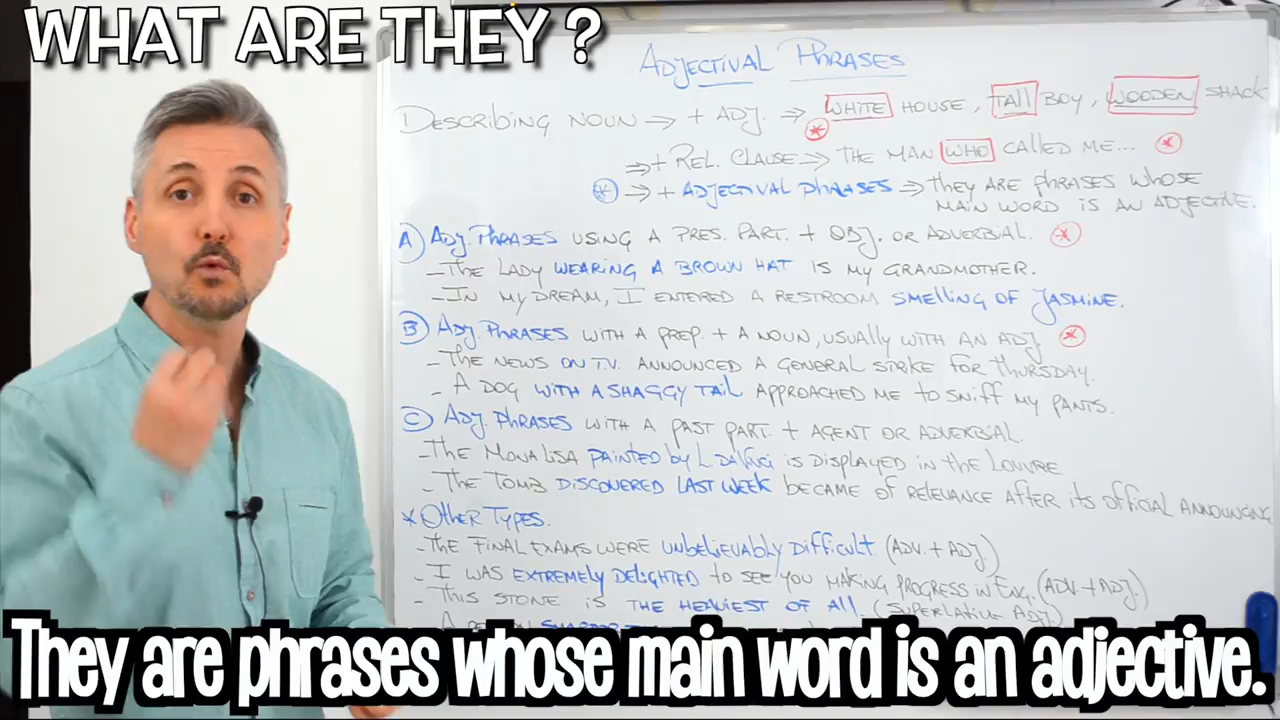 WHAT ARE THEY ?
ADJECTIVAL PHRASES
DESCRIBING NOUN → + ADJ. ⇒ WHITE HOUSE, TALL BOY, WOODEN SHACK
⇒ + REL. CLAUSE ⇒ THE MAN WHO CALLED ME...
⇒ + ADJECTIVAL PHRASES ⇒ THEY ARE PHRASES WHOSE
MAIN WORD IS AN ADJECTIVE.
A) ADJ. PHRASES USING A PRES. PART. + OBJ. OR ADVERBIAL.
- THE LADY WEARING A BROWN HAT IS MY GRANDMOTHER.
- IN MY DREAM, I ENTERED A RESTROOM SMELLING OF JASMINE.
B) ADJ. PHRASES WITH A PREP. + A NOUN, USUALLY WITH AN ADJ
- THE NEWS ON T.V. ANNOUNCED A GENERAL STRIKE FOR THURSDAY.
- A DOG WITH A SHAGGY TAIL APPROACHED ME TO SNIFF MY PANTS.
C) ADJ. PHRASES WITH A PAST PART. + AGENT OR ADVERBIAL.
- THE MONALISA PAINTED BY L. DAVINCI IS DISPLAYED IN THE LOUVRE
- THE TOMB DISCOVERED LAST WEEK BECAME OF RELEVANCE AFTER ITS OFFICIAL ANNOUNCING.
* OTHER TYPES.
- THE FINAL EXAMS WERE UNBELIEVABLY DIFFICULT. (ADV. + ADJ.)
- I WAS EXTREMELY DELIGHTED TO SEE YOU MAKING PROGRESS IN ENG. (ADV. + ADJ.)
- THIS STONE IS THE HEAVIEST OF ALL. (SUPERLATIVE ADJ.)
They are phrases whose main word is an adjective.